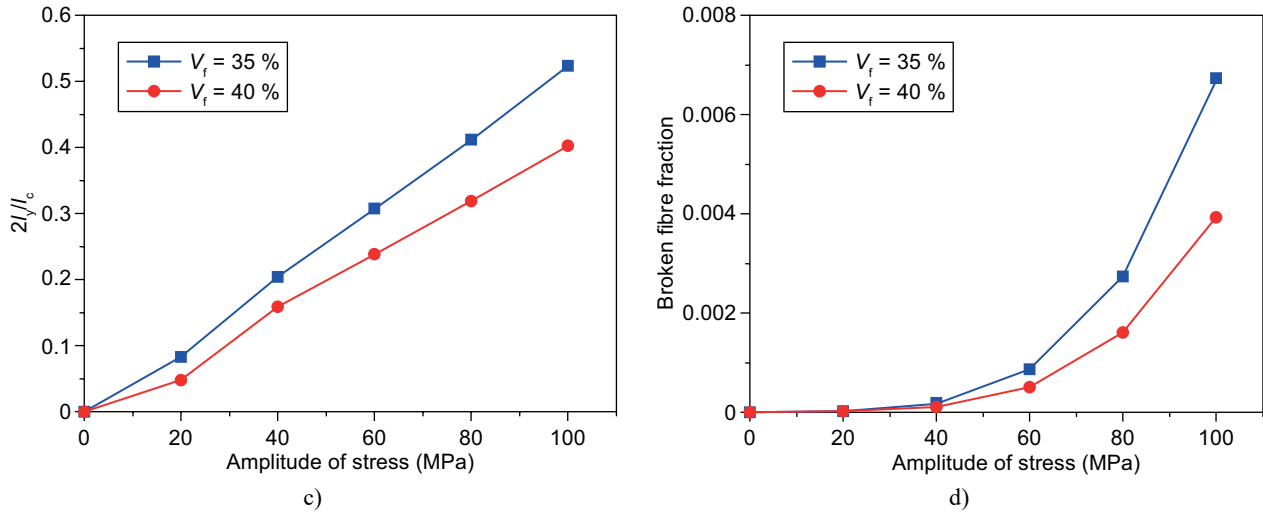 0.6
0.5
0.4
0.3
0.2
0.1
0
2l_y/l_c
V_f = 35 %
V_f = 40 %
0 20 40 60 80 100
Amplitude of stress (MPa)
c)
0.008
0.006
0.004
0.002
0
Broken fibre fraction
V_f = 35 %
V_f = 40 %
0 20 40 60 80 100
Amplitude of stress (MPa)
d)